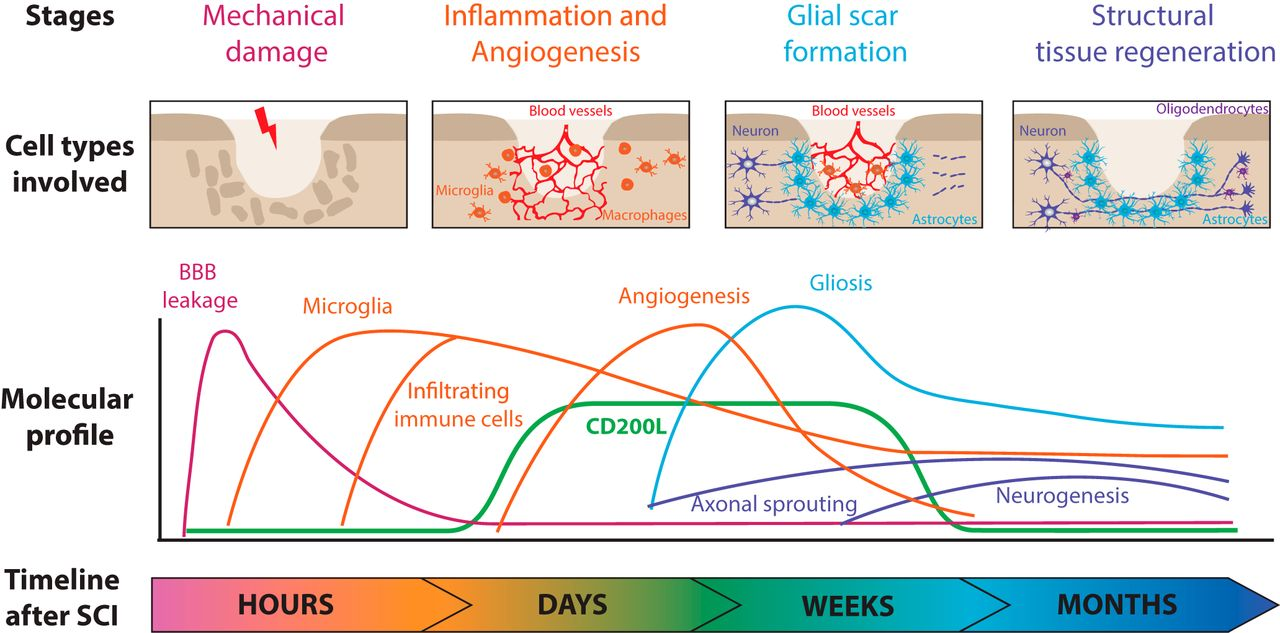 Stages
Mechanical
damage
Inflammation and
Angiogenesis
Glial scar
formation
Structural
tissue regeneration
Cell types
involved
Blood vessels
Microglia
Macrophages
Blood vessels
Neuron
Astrocytes
Oligodendrocytes
Neuron
Astrocytes
Molecular
profile
BBB
leakage
Microglia
Infiltrating
immune cells
Angiogenesis
CD200L
Gliosis
Axonal sprouting
Neurogenesis
Timeline
after SCI
HOURS
DAYS
WEEKS
MONTHS